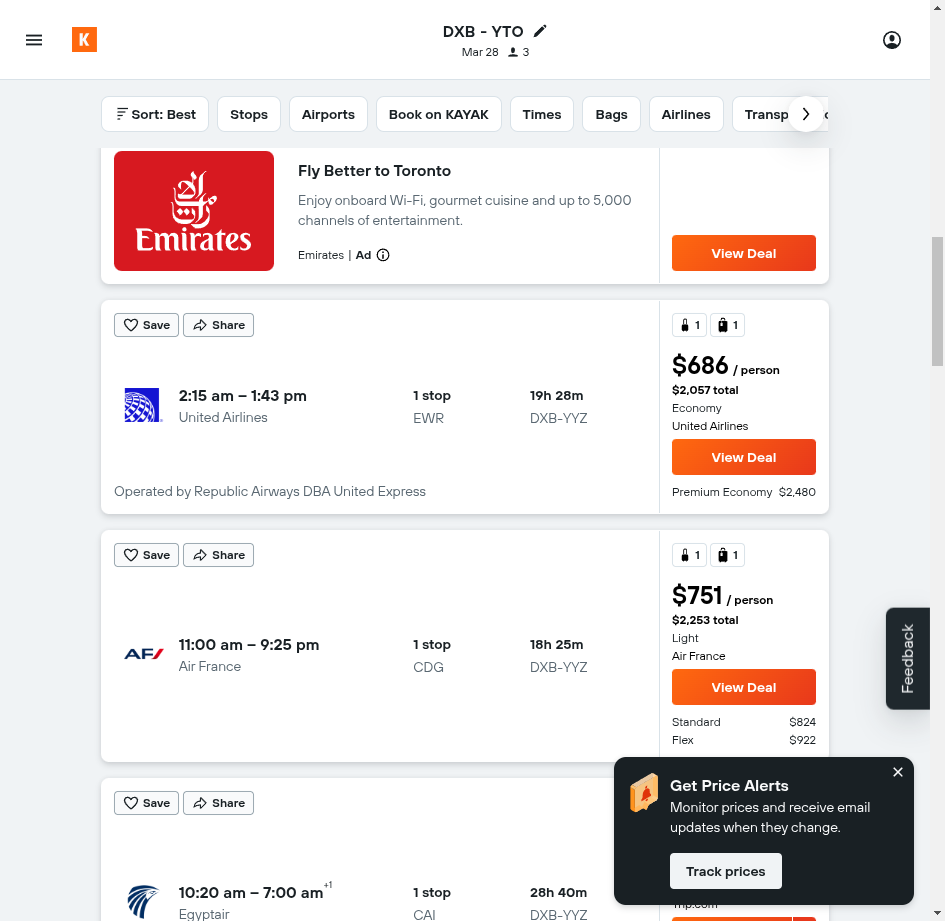 K
DXB - YTO
Mar 28 3
Sort: Best
Stops
Airports
Book on KAYAK
Times
Bags
Airlines
Transp
Emirates
Fly Better to Toronto
Enjoy onboard Wi-Fi, gourmet cuisine and up to 5,000
channels of entertainment.
Emirates | Ad
View Deal
Save
Share
2:15 am – 1:43 pm
United Airlines
1 stop
EWR
19h 28m
DXB-YYZ
Operated by Republic Airways DBA United Express
1 1
$686 / person
$2,057 total
Economy
United Airlines
View Deal
Premium Economy $2,480
Save
Share
11:00 am – 9:25 pm
Air France
1 stop
CDG
18h 25m
DXB-YYZ
1 1
$751 / person
$2,253 total
Light
Air France
View Deal
Standard $824
Flex $922
Save
Share
10:20 am – 7:00 am+1
Egyptair
1 stop
CAI
28h 40m
DXB-YYZ
Feedback
Get Price Alerts
Monitor prices and receive email
updates when they change.
Track prices